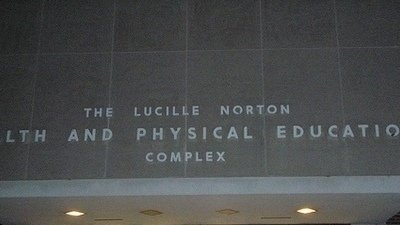 THE LUCILLE NORTON
LTH AND PHYSICAL EDUCATIO
COMPLEX